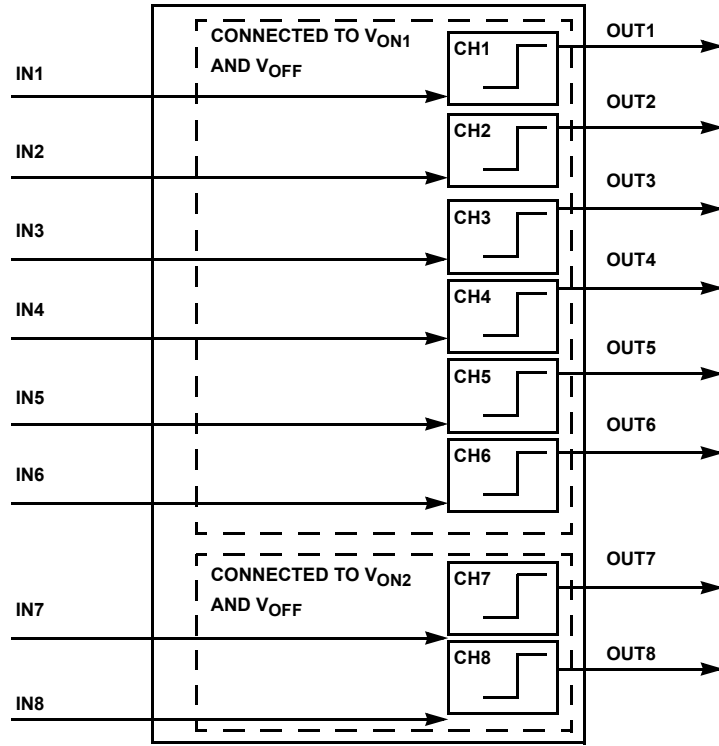 CONNECTED TO VON1
AND VOFF
CH1
OUT1
IN1
CH2
OUT2
IN2
CH3
OUT3
IN3
CH4
OUT4
IN4
CH5
OUT5
IN5
CH6
OUT6
IN6
CONNECTED TO VON2
AND VOFF
CH7
OUT7
IN7
CH8
OUT8
IN8